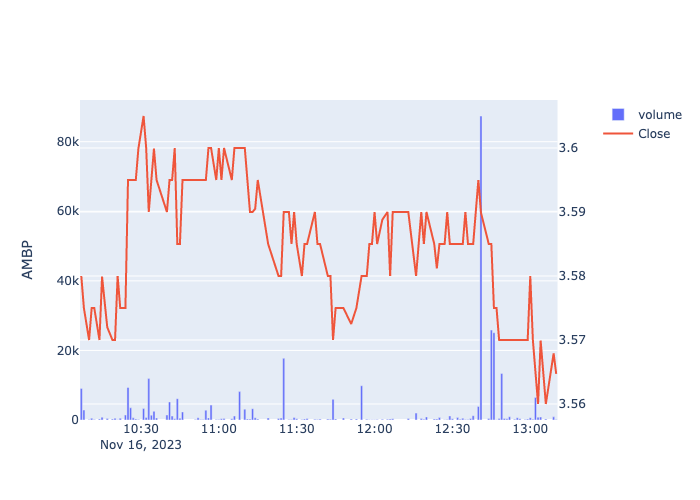 volume
Close
AMBP
80k
60k
40k
20k
0
3.6
3.59
3.58
3.57
3.56
10:30
11:00
11:30
12:00
12:30
13:00
Nov 16, 2023